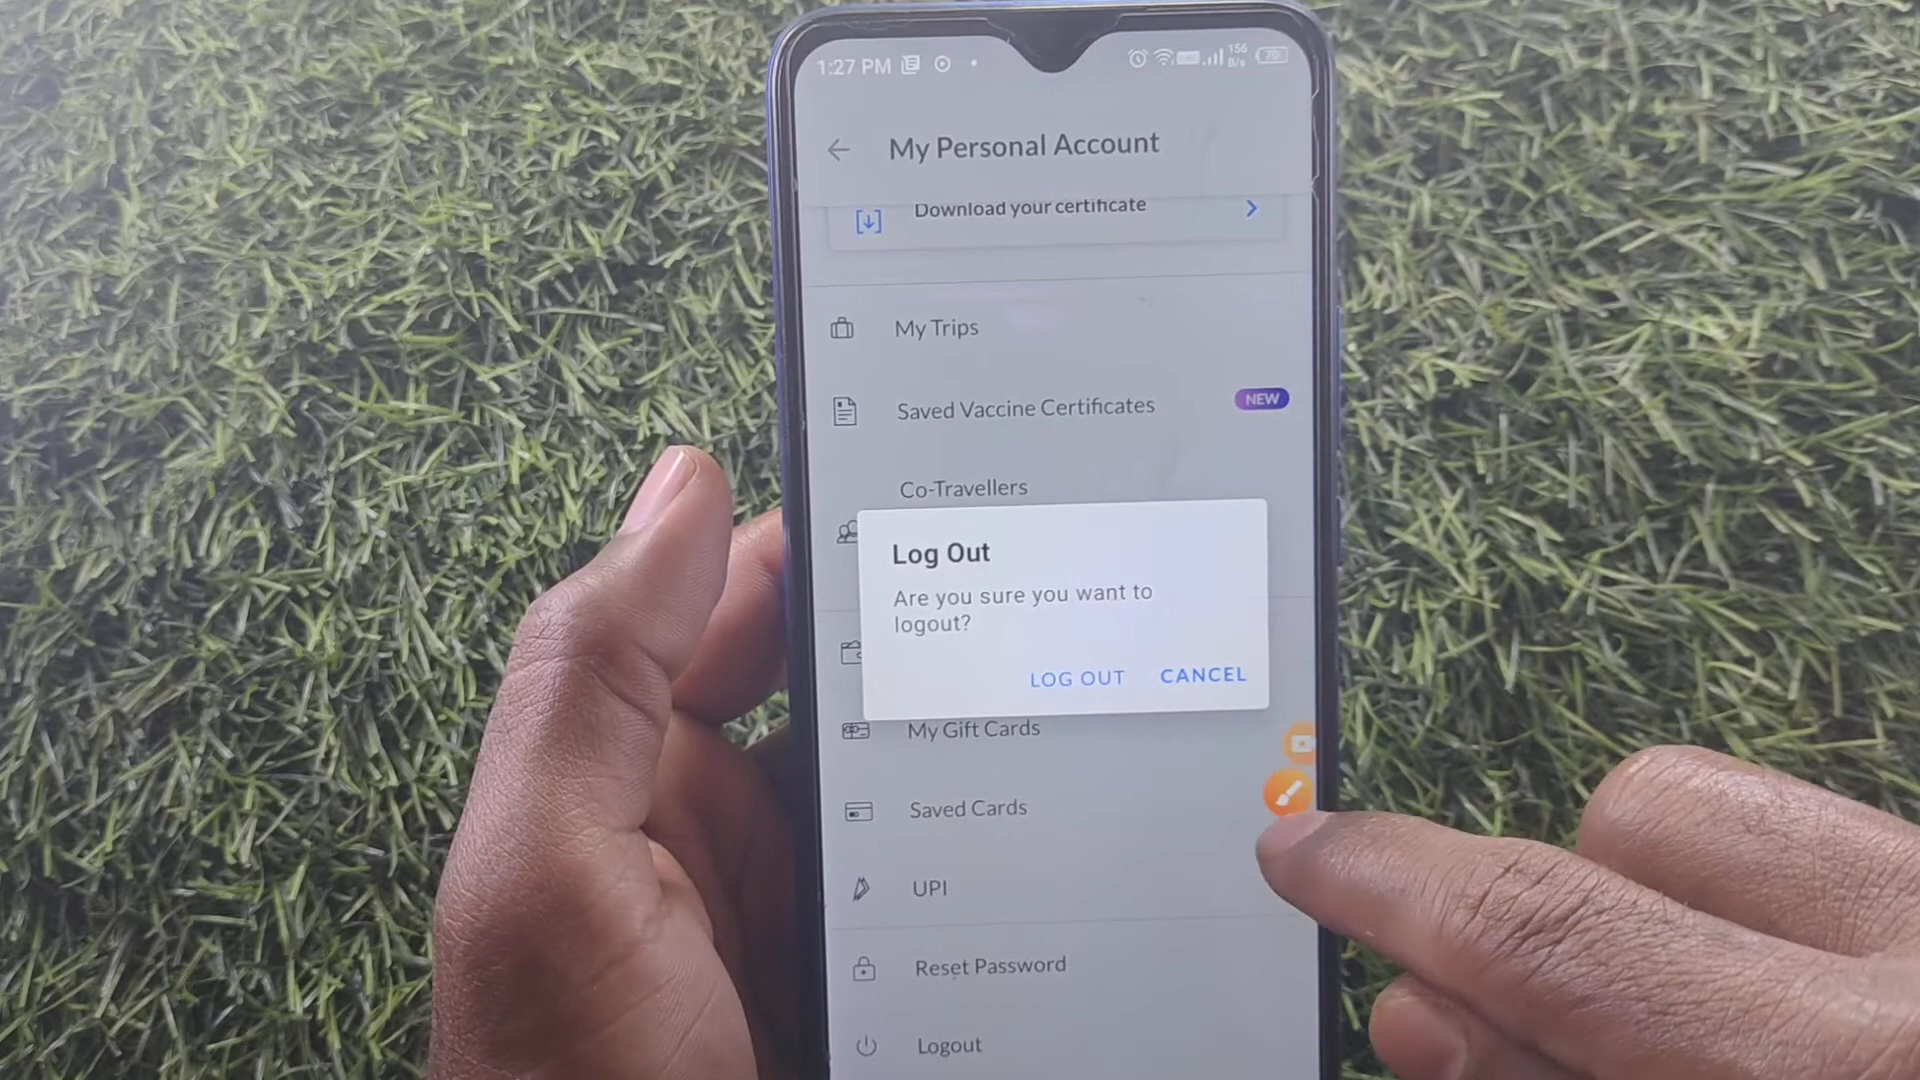 1:27 PM
156
B/s
70
My Personal Account
Download your certificate
My Trips
Saved Vaccine Certificates
NEW
Co-Travellers
Log Out
Are you sure you want to
logout?
LOG OUT CANCEL
My Gift Cards
Saved Cards
UPI
Reset Password
Logout